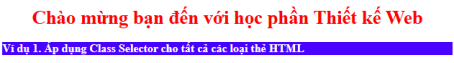 Chào mừng bạn đến với học phần Thiết kế Web
Ví dụ 1. Áp dụng Class Selector cho tất cả các loại thẻ HTML